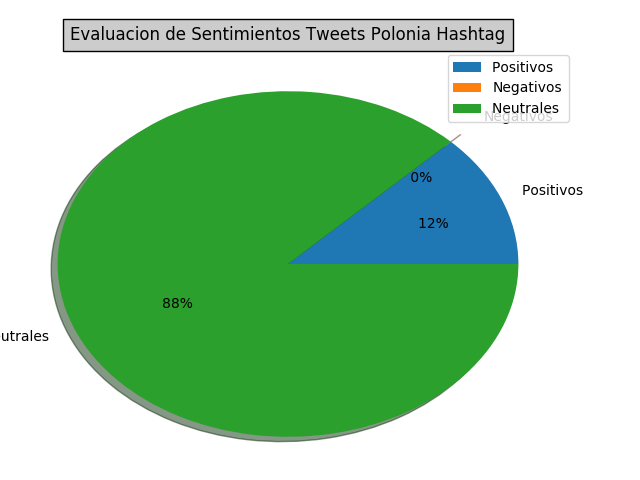 Evaluacion de Sentimientos Tweets Polonia Hashtag
Positivos
Negativos
Neutrales
Negativos
0%
Positivos
12%
88%
utrales